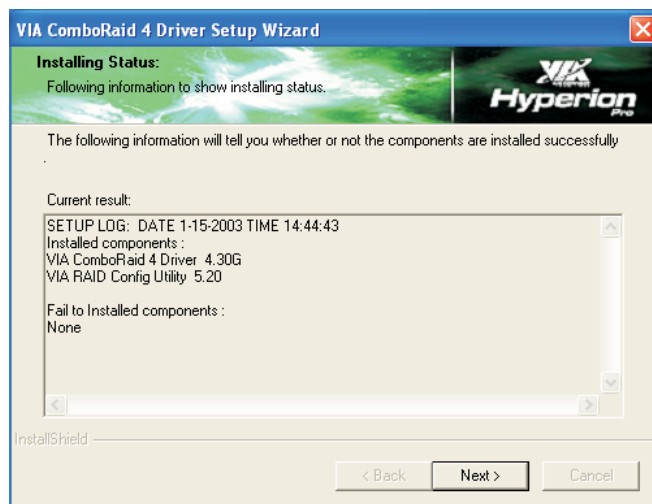 VIA ComboRaid 4 Driver Setup Wizard
Installing Status:
Following information to show installing status.
VIA
Hyperion
Pro
The following information will tell you whether or not the components are installed successfully
.
Current result:
SETUP LOG: DATE 1-15-2003 TIME 14:44:43
Installed components :
VIA ComboRaid 4 Driver 4.30G
VIA RAID Config Utility 5.20
Fail to Installed components :
None
InstallShield
< Back
Next >
Cancel